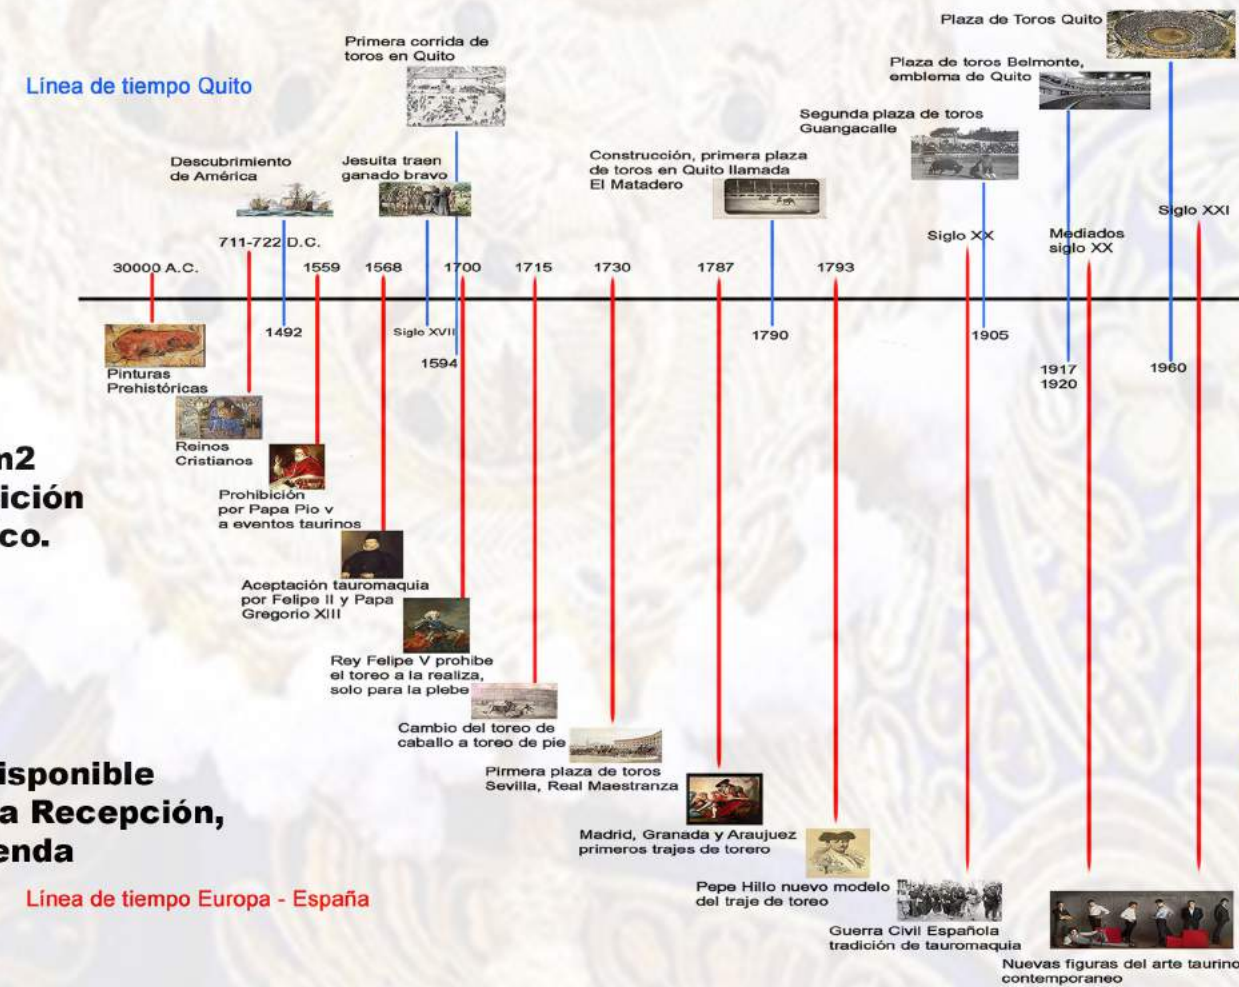 Plaza de Toros Quito
Primera corrida de
toros en Quito
Plaza de toros Belmonte,
emblema de Quito
Línea de tiempo Quito
Segunda plaza de toros
Guangacalle
Descubrimiento
de América
Jesuita traen
ganado bravo
Construcción, primera plaza
de toros en Quito llamada
El Matadero
Siglo XXI
711-722 D.C.
Siglo XX
Mediados
siglo XX
30000 A.C.
1559
1568
1700
1715
1730
1787
1793
1492
Siglo XVII
1594
1790
1905
1917
1920
1960
Pinturas
Prehistóricas
Reinos
Cristianos
m2
ición
co.
Prohibición
por Papa Pio v
a eventos taurinos
Aceptación tauromaquia
por Felipe II y Papa
Gregorio XIII
Rey Felipe V prohibe
el toreo a la realiza,
solo para la plebe
Cambio del toreo de
caballo a toreo de pie
Pirmera plaza de toros
Sevilla, Real Maestranza
isponible
a Recepción,
enda
Madrid, Granada y Araujuez
primeros trajes de torero
Línea de tiempo Europa - España
Pepe Hillo nuevo modelo
del traje de toreo
Guerra Civil Española
tradición de tauromaquia
Nuevas figuras del arte taurino
contemporaneo